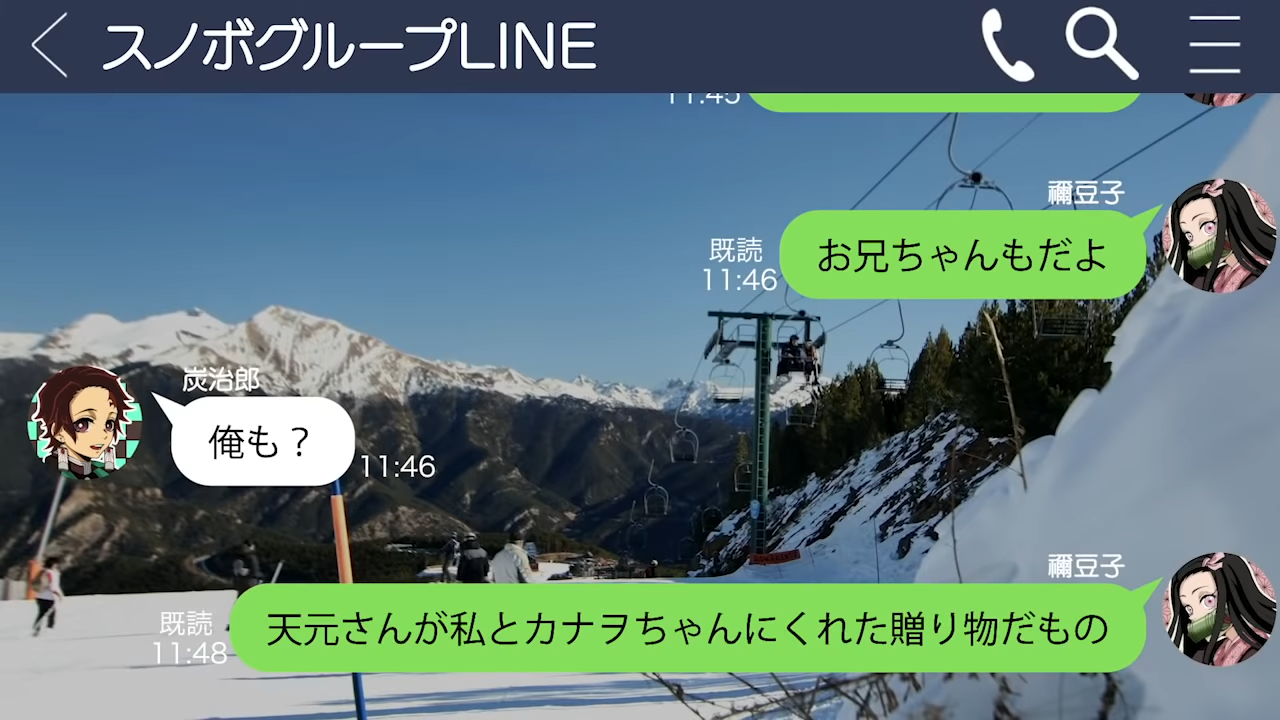 スノボグループLINE
11:45
禰豆子
お兄ちゃんもだよ
既読
11:46
炭治郎
俺も？
11:46
禰豆子
天元さんが私とカナヲちゃんにくれた贈り物だもの
既読
11:48